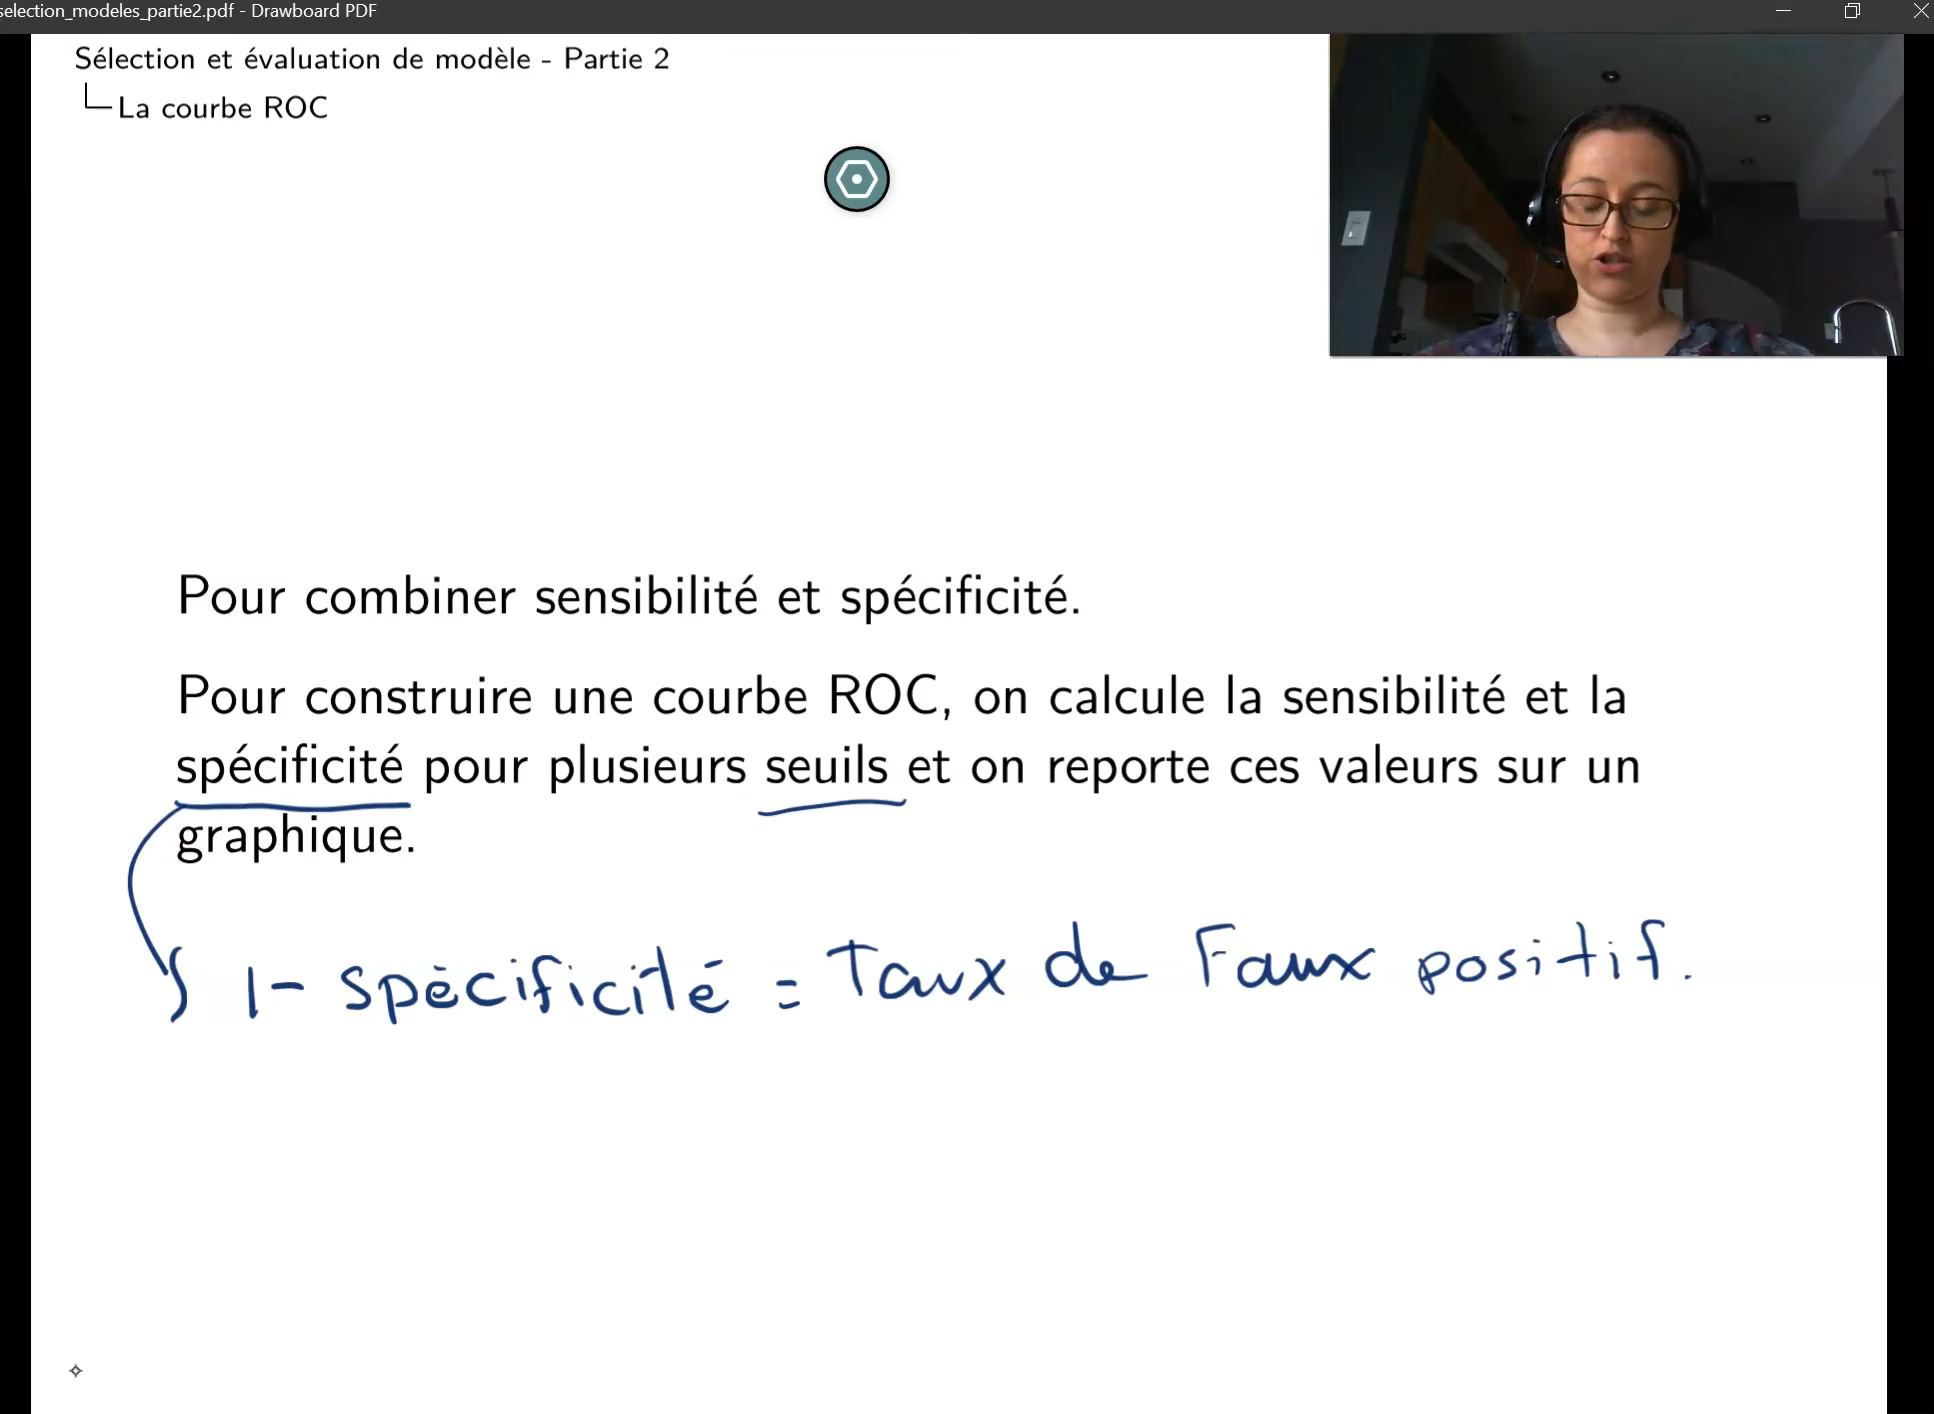 selection_modeles_partie2.pdf - Drawboard PDF
Sélection et évaluation de modèle - Partie 2
La courbe ROC
Pour combiner sensibilité et spécificité.
Pour construire une courbe ROC, on calcule la sensibilité et la
spécificité pour plusieurs seuils et on reporte ces valeurs sur un
graphique.
1- spécificité = Taux de Faux positif.